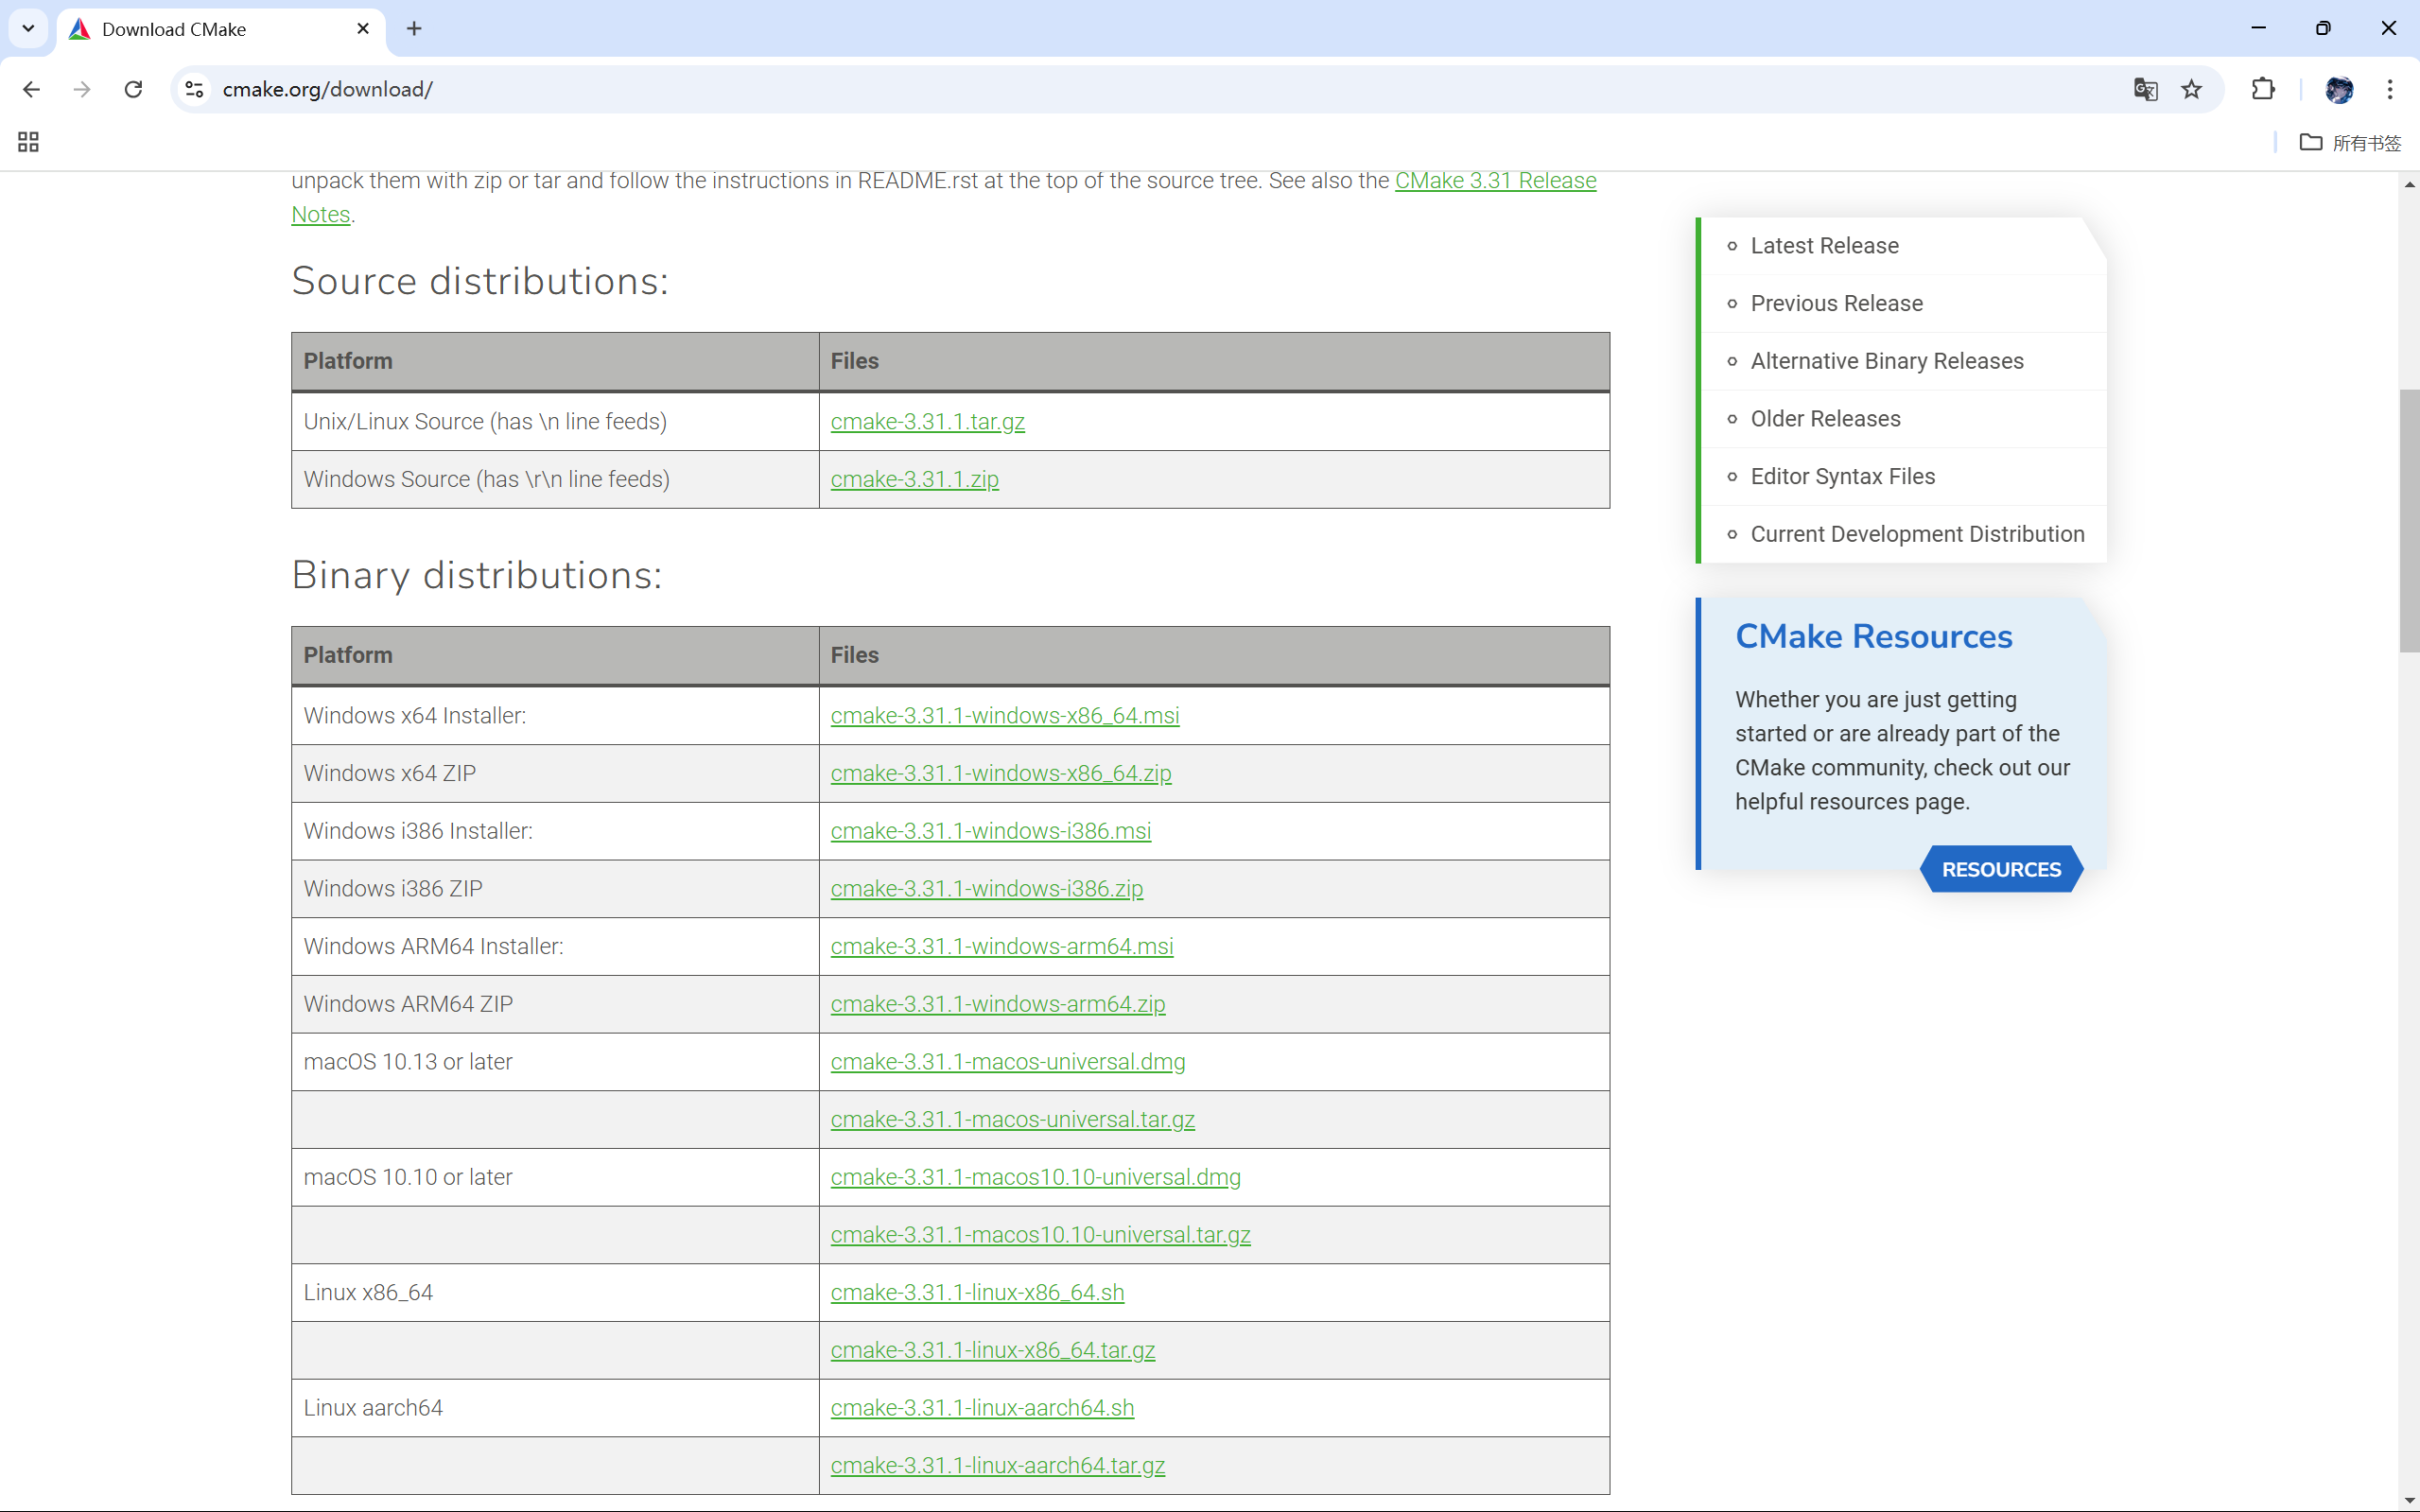 Download CMake
cmake.org/download/
所有书签
unpack them with zip or tar and follow the instructions in README.rst at the top of the source tree. See also the CMake 3.31 Release
Notes.
Source distributions:
Platform Files
Unix/Linux Source (has \n line feeds) cmake-3.31.1.tar.gz
Windows Source (has \r\n line feeds) cmake-3.31.1.zip
Binary distributions:
Platform Files
Windows x64 Installer: cmake-3.31.1-windows-x86_64.msi
Windows x64 ZIP cmake-3.31.1-windows-x86_64.zip
Windows i386 Installer: cmake-3.31.1-windows-i386.msi
Windows i386 ZIP cmake-3.31.1-windows-i386.zip
Windows ARM64 Installer: cmake-3.31.1-windows-arm64.msi
Windows ARM64 ZIP cmake-3.31.1-windows-arm64.zip
macOS 10.13 or later cmake-3.31.1-macos-universal.dmg
cmake-3.31.1-macos-universal.tar.gz
macOS 10.10 or later cmake-3.31.1-macos10.10-universal.dmg
cmake-3.31.1-macos10.10-universal.tar.gz
Linux x86_64 cmake-3.31.1-linux-x86_64.sh
cmake-3.31.1-linux-x86_64.tar.gz
Linux aarch64 cmake-3.31.1-linux-aarch64.sh
cmake-3.31.1-linux-aarch64.tar.gz
Latest Release
Previous Release
Alternative Binary Releases
Older Releases
Editor Syntax Files
Current Development Distribution
CMake Resources
Whether you are just getting
started or are already part of the
CMake community, check out our
helpful resources page.
RESOURCES